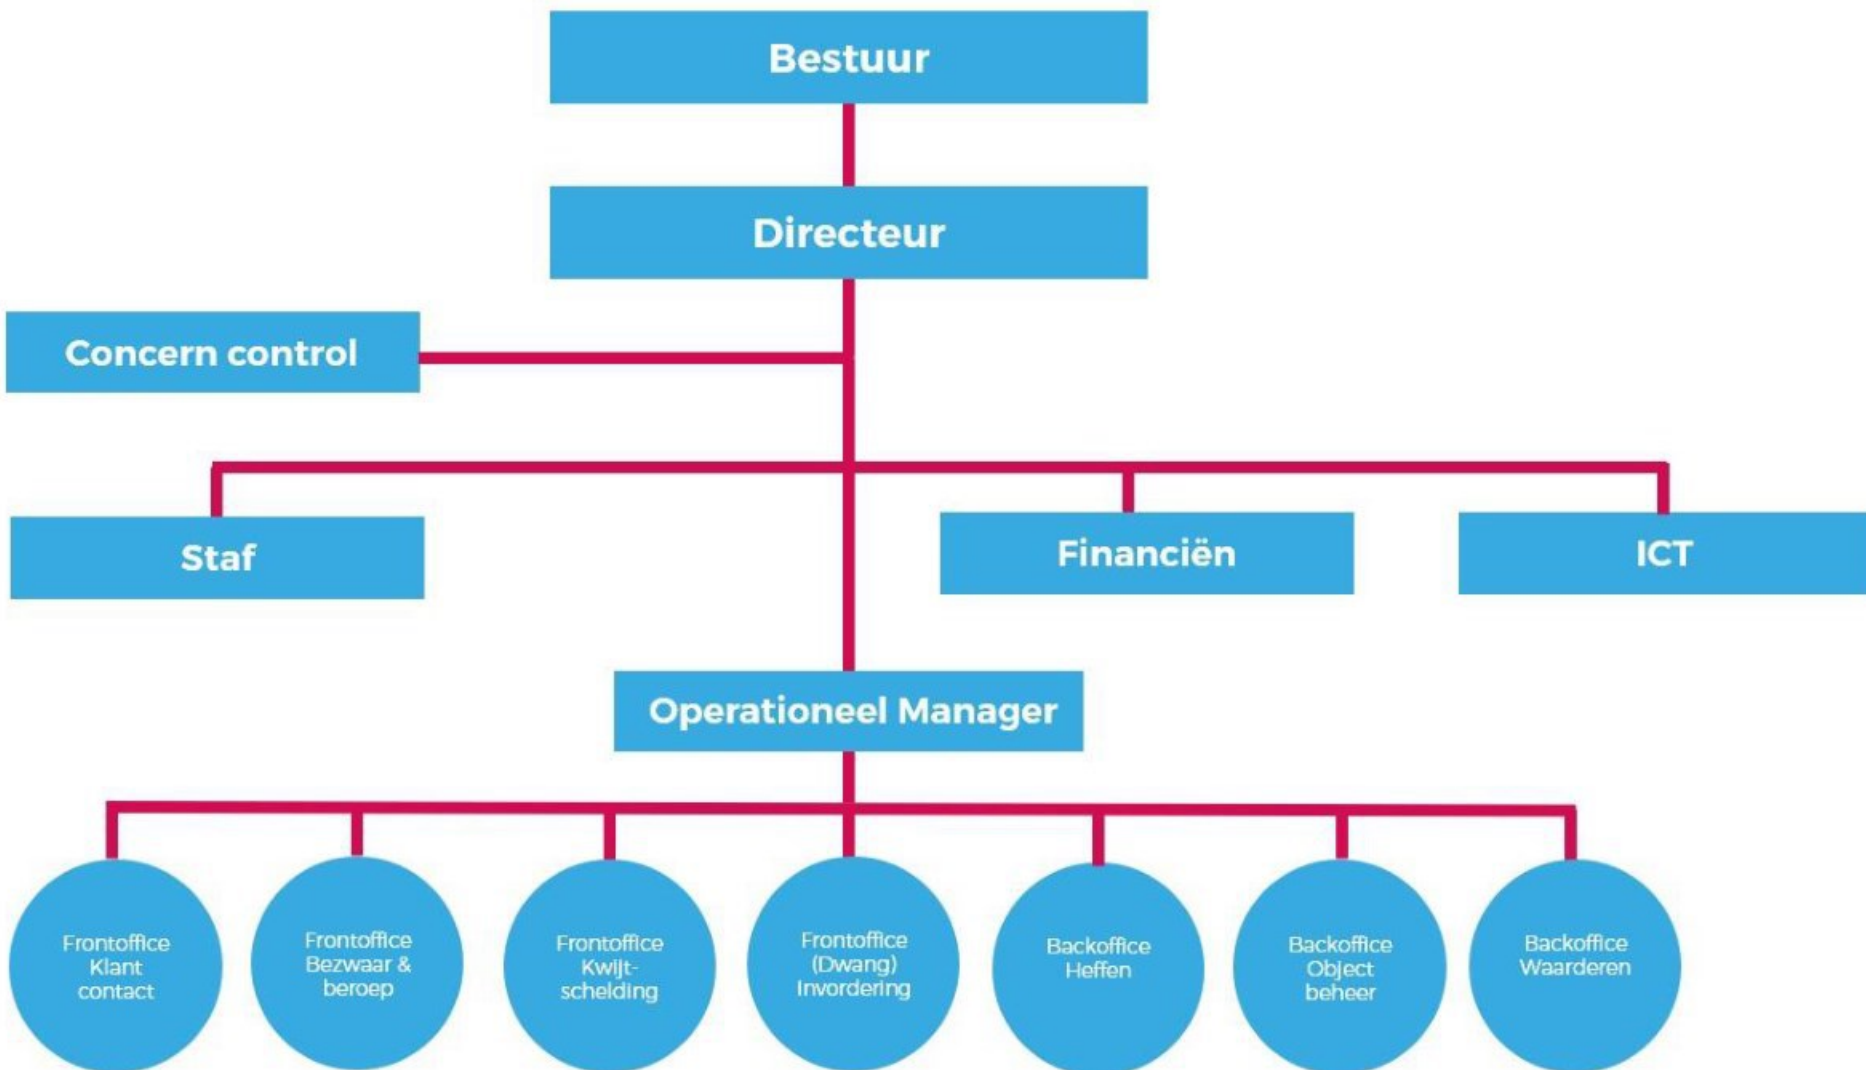 Bestuur
Directeur
Concern control
Staf
Financiën
ICT
Operationeel Manager
Frontoffice
Klant
contact
Frontoffice
Bezwaar &
beroep
Frontoffice
Kwijt-
schelding
Frontoffice
(Dwang)
Invordering
Backoffice
Heffen
Backoffice
Object
beheer
Backoffice
Waarderen